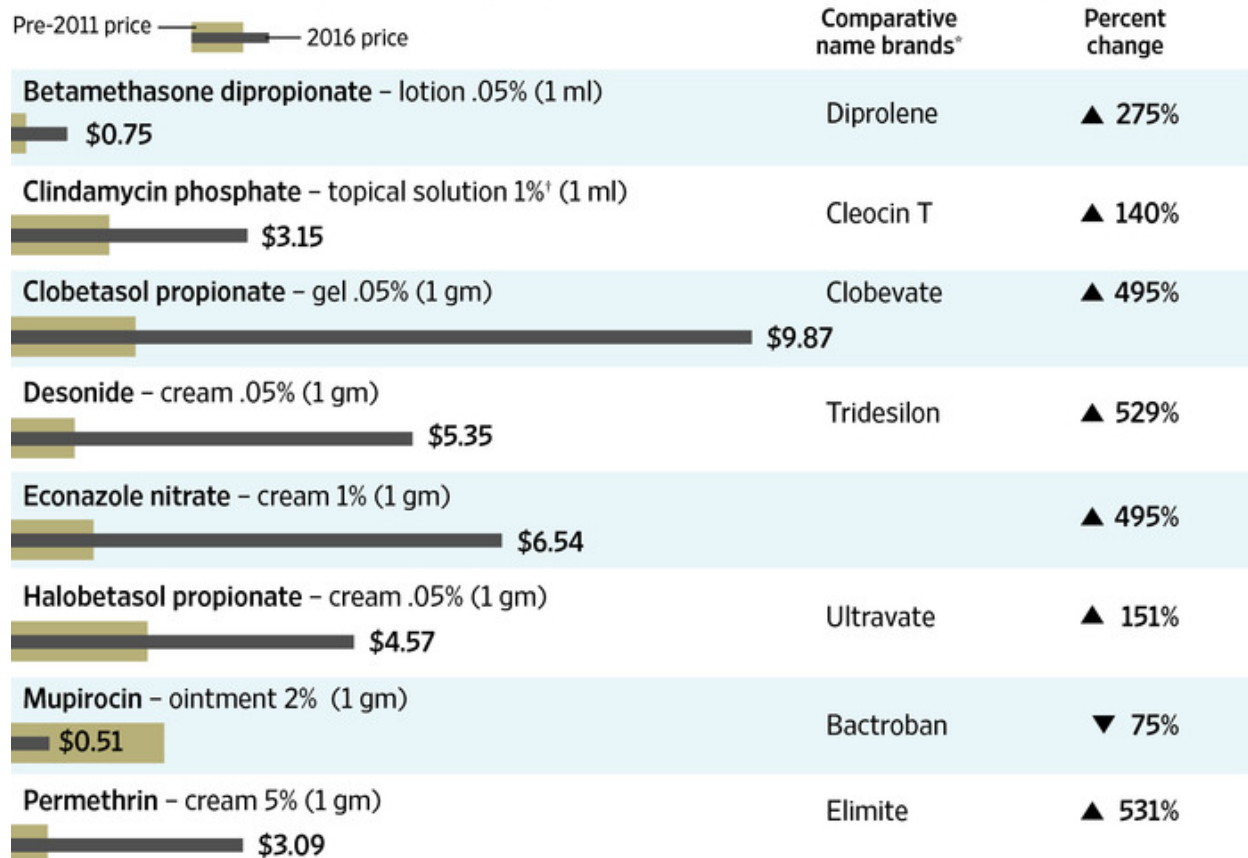 Pre-2011 price
2016 price
Comparative
name brands*
Percent
change
Betamethasone dipropionate – lotion .05% (1 ml)
$0.75
Diprolene
▲ 275%
Clindamycin phosphate – topical solution 1%† (1 ml)
$3.15
Cleocin T
▲ 140%
Clobetasol propionate – gel .05% (1 gm)
$9.87
Clobevate
▲ 495%
Desonide – cream .05% (1 gm)
$5.35
Tridesilon
▲ 529%
Econazole nitrate – cream 1% (1 gm)
$6.54
▲ 495%
Halobetasol propionate – cream .05% (1 gm)
$4.57
Ultravate
▲ 151%
Mupirocin – ointment 2% (1 gm)
$0.51
Bactroban
▼ 75%
Permethrin – cream 5% (1 gm)
$3.09
Elimite
▲ 531%